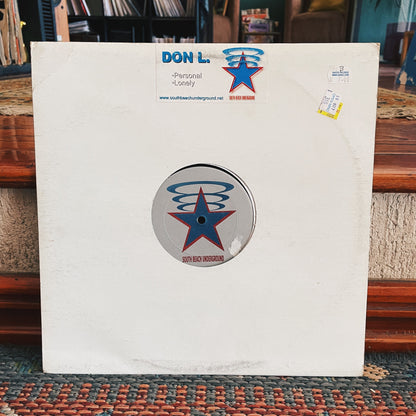 DON L.
-Personal
-Lonely
www.southbeachunderground.net
SOUTH BEACH UNDERGROUND
SOUTH BEACH UNDERGROUND